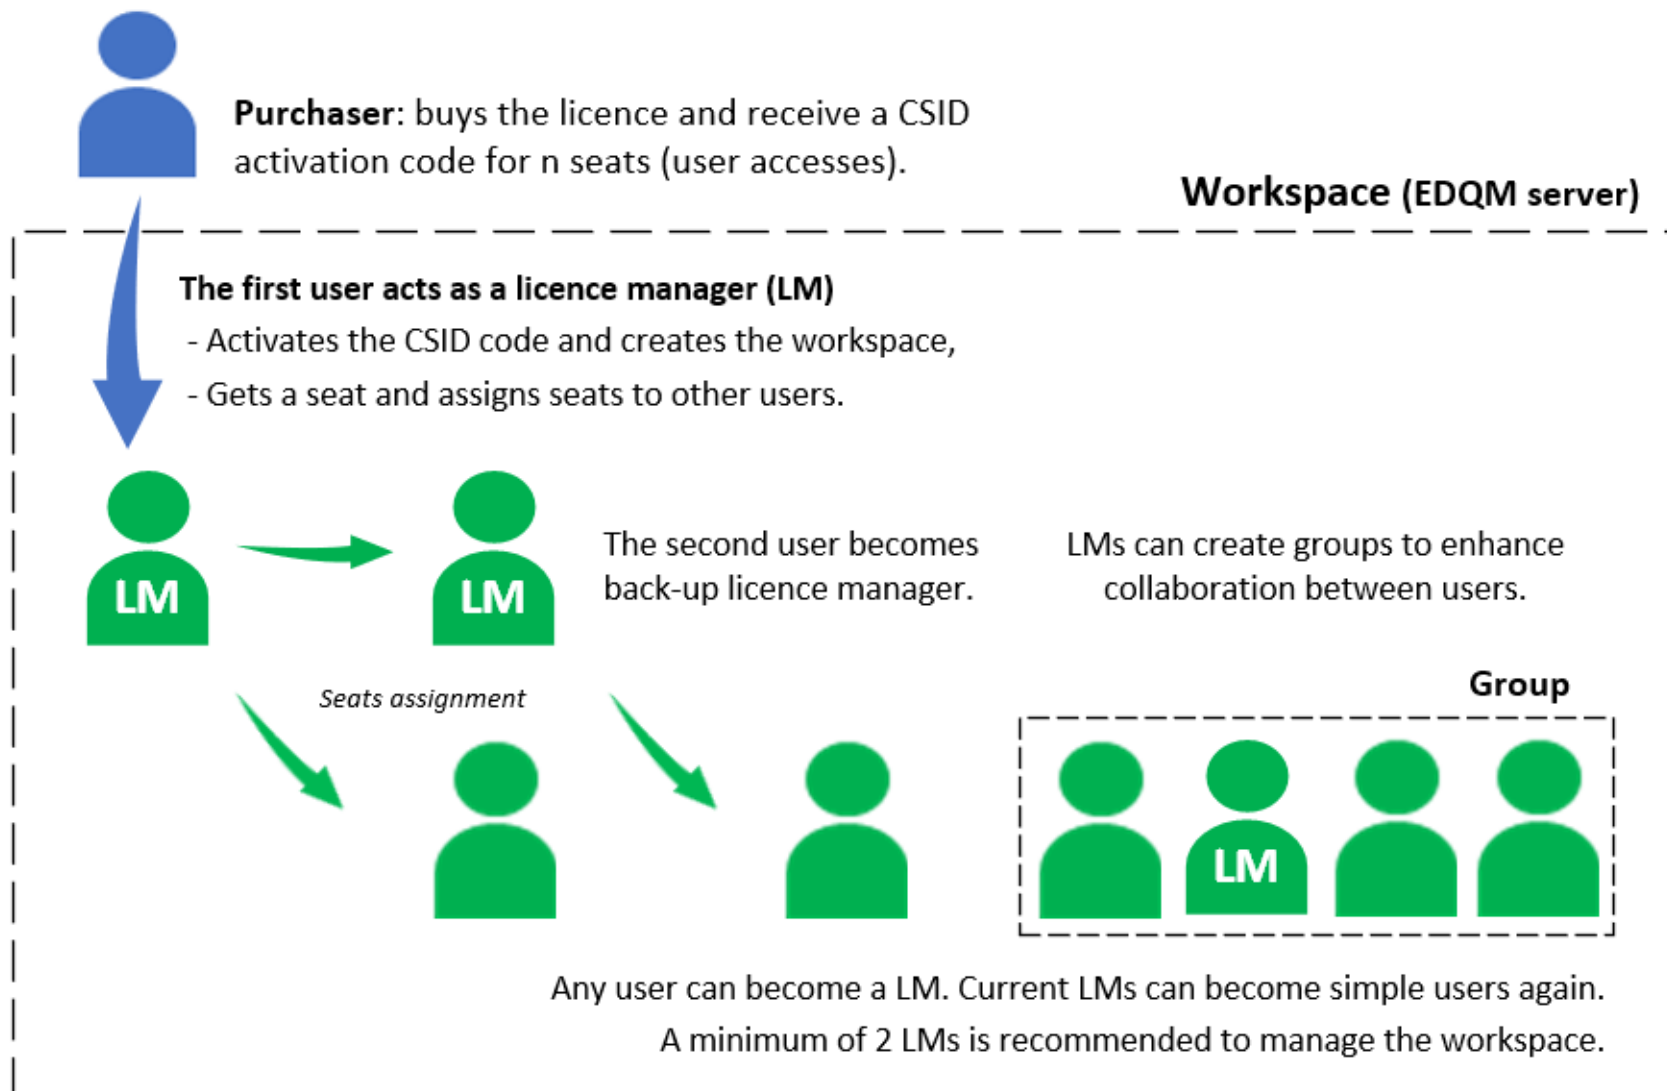 Purchaser: buys the licence and receive a CSID
activation code for n seats (user accesses).
Workspace (EDQM server)
The first user acts as a licence manager (LM)
- Activates the CSID code and creates the workspace,
- Gets a seat and assigns seats to other users.
LM
LM
The second user becomes
back-up licence manager.
LMs can create groups to enhance
collaboration between users.
Seats assignment
Group
LM
Any user can become a LM. Current LMs can become simple users again.
A minimum of 2 LMs is recommended to manage the workspace.